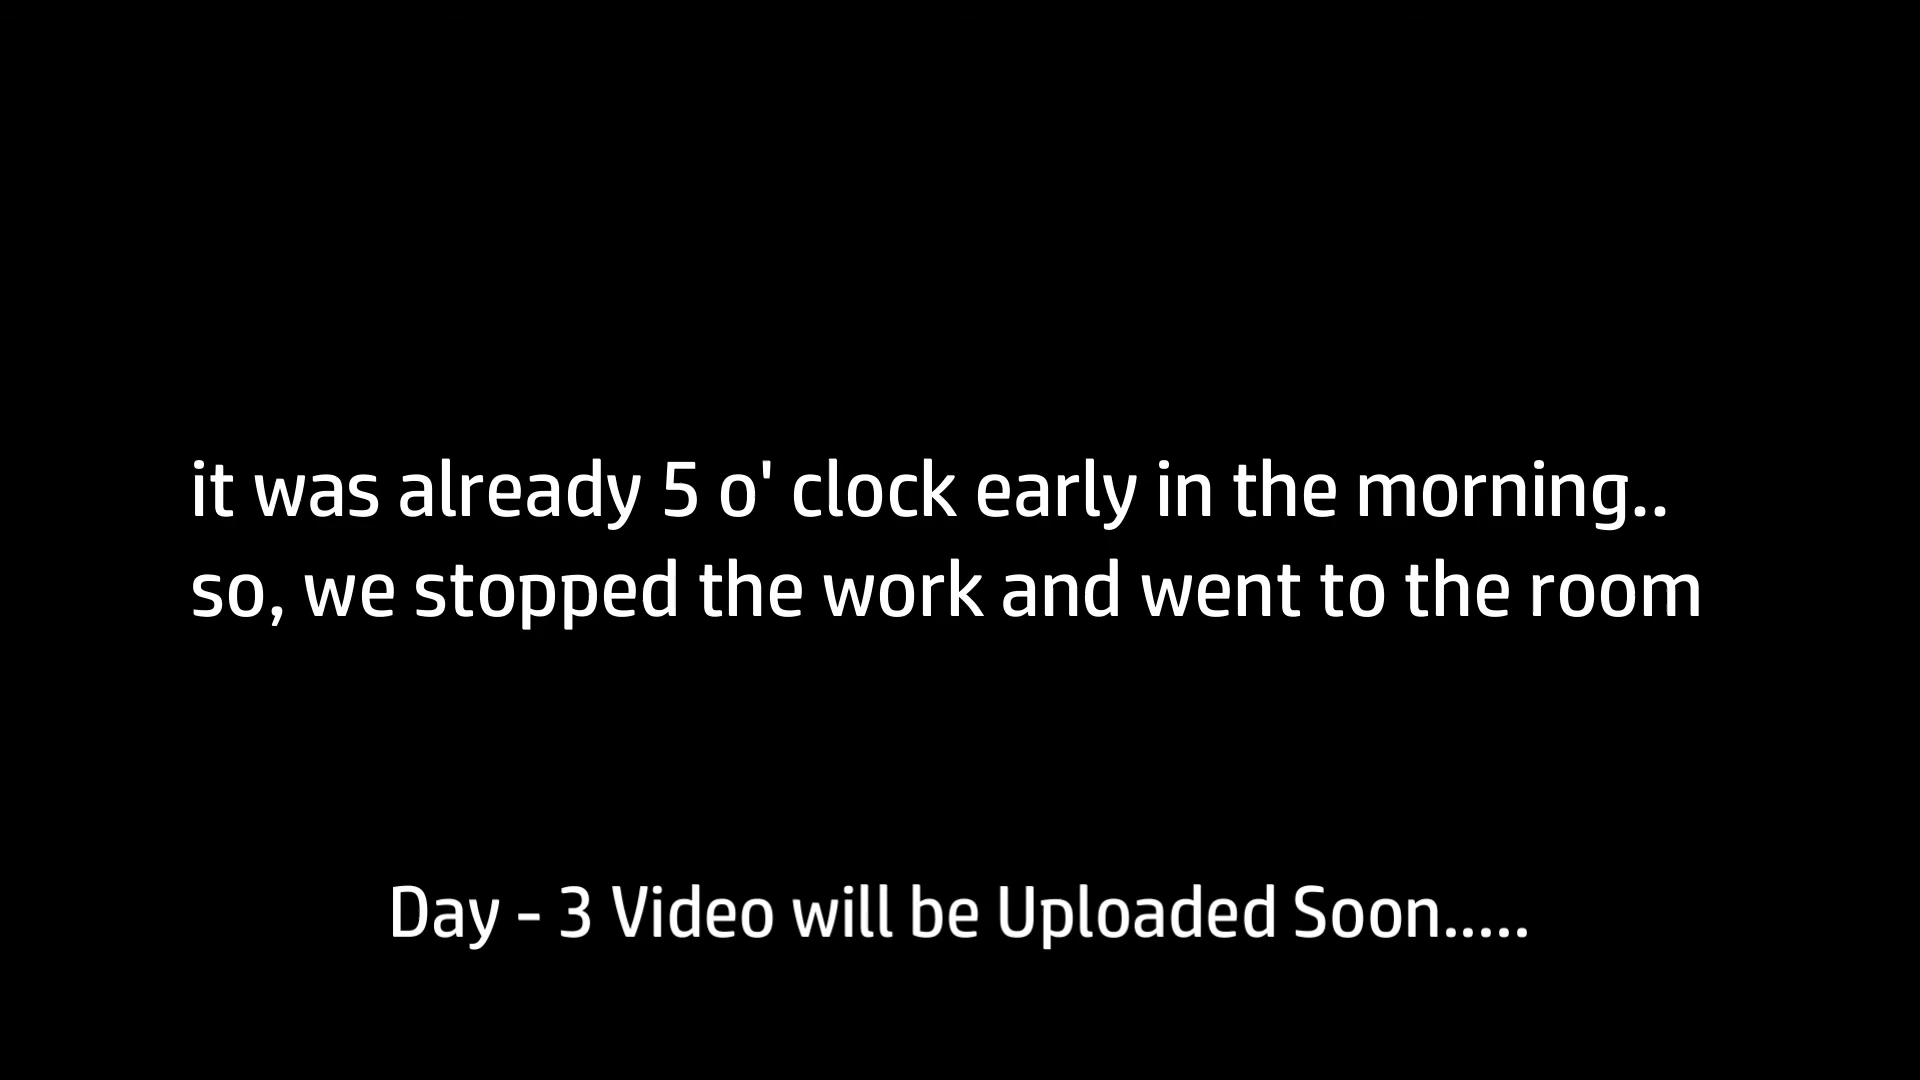 it was already 5 o' clock early in the morning..
so, we stopped the work and went to the room
Day - 3 Video will be Uploaded Soon.....